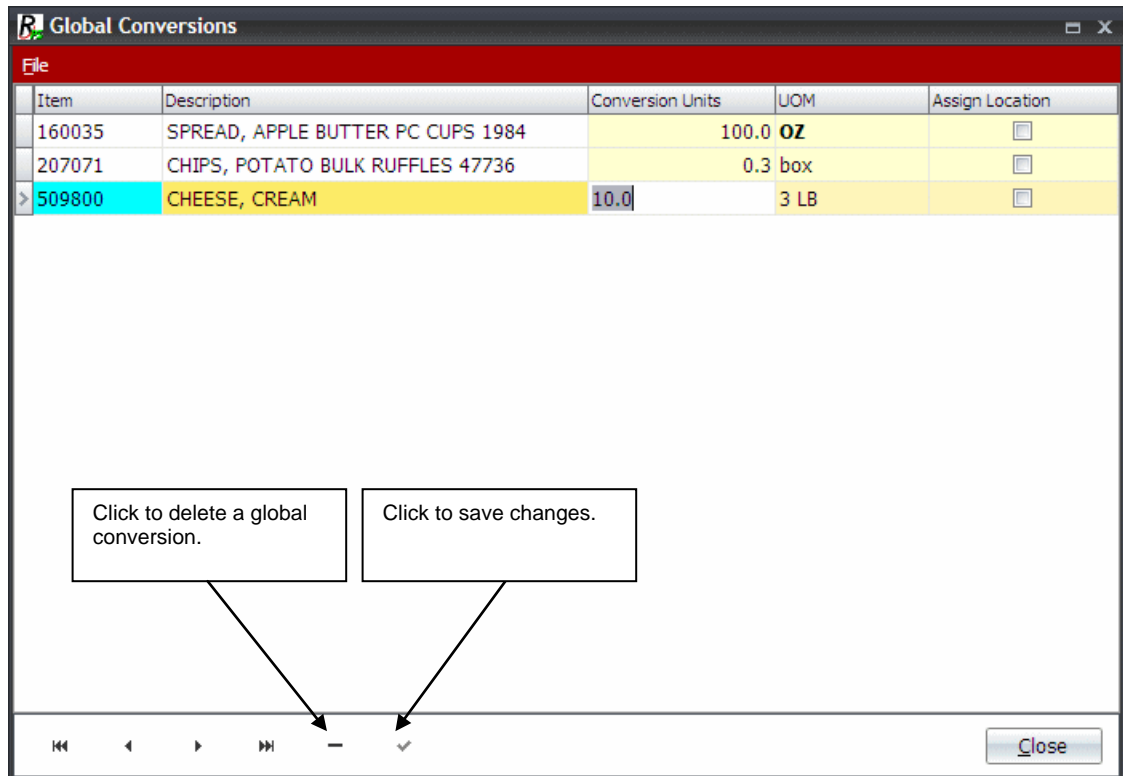 R Global Conversions
File
Item Description Conversion Units UOM Assign Location
160035 SPREAD, APPLE BUTTER PC CUPS 1984 100.0 OZ
207071 CHIPS, POTATO BULK RUFFLES 47736 0.3 box
509800 CHEESE, CREAM 10.0 3 LB
Click to delete a global
conversion.
Click to save changes.
Close